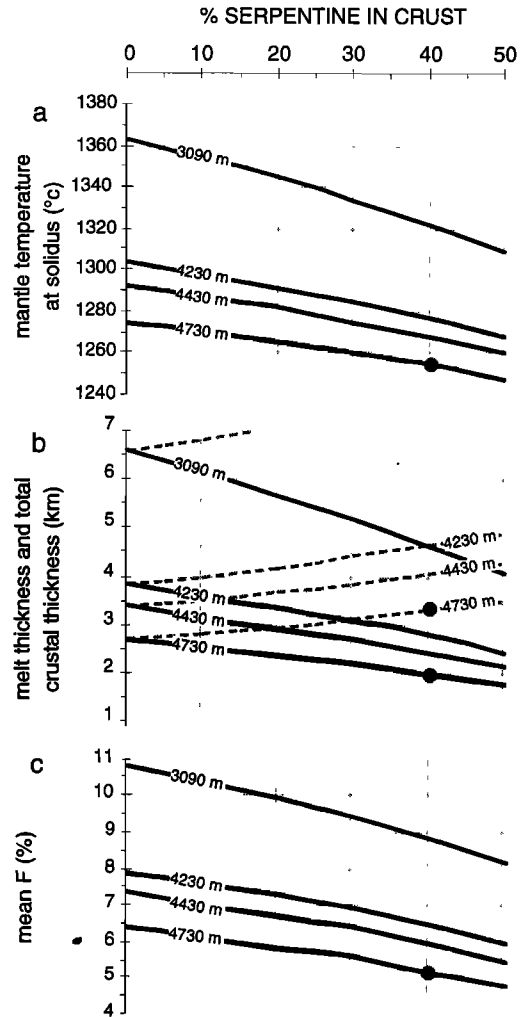 % SERPENTINE IN CRUST
0 10 20 30 40 50
a
mantle temperature
at solidus (°c)
1380
1360
1340
1320
1300
1280
1260
1240
3090 m
4230 m
4430 m
4730 m
b
melt thickness and total
crustal thickness (km)
7
6
5
4
3
2
1
3090 m
4230 m
4430 m
4730 m
4230 m
4430 m
4730 m
c
mean F (%)
11
10
9
8
7
6
5
4
3090 m
4230 m
4430 m
4730 m